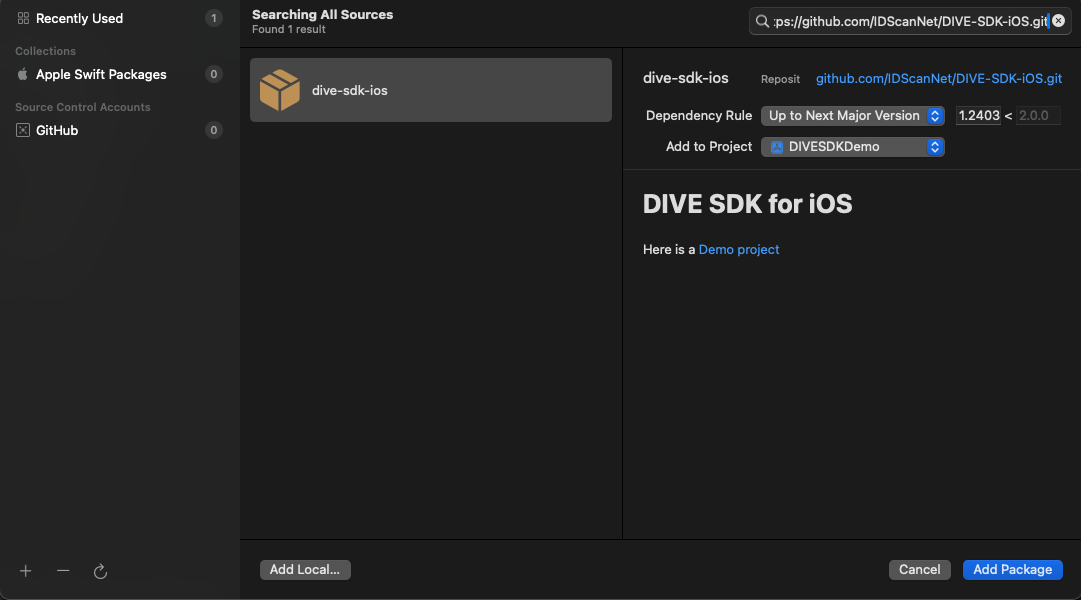 Recently Used 1
Collections
Apple Swift Packages 0
Source Control Accounts
GitHub 0
Searching All Sources
Found 1 result
:ps://github.com/IDScanNet/DIVE-SDK-iOS.git
dive-sdk-ios
dive-sdk-ios Reposit github.com/IDScanNet/DIVE-SDK-iOS.git
Dependency Rule Up to Next Major Version 1.2403 < 2.0.0
Add to Project DIVESDKDemo
DIVE SDK for iOS
Here is a Demo project
Add Local...
Cancel
Add Package